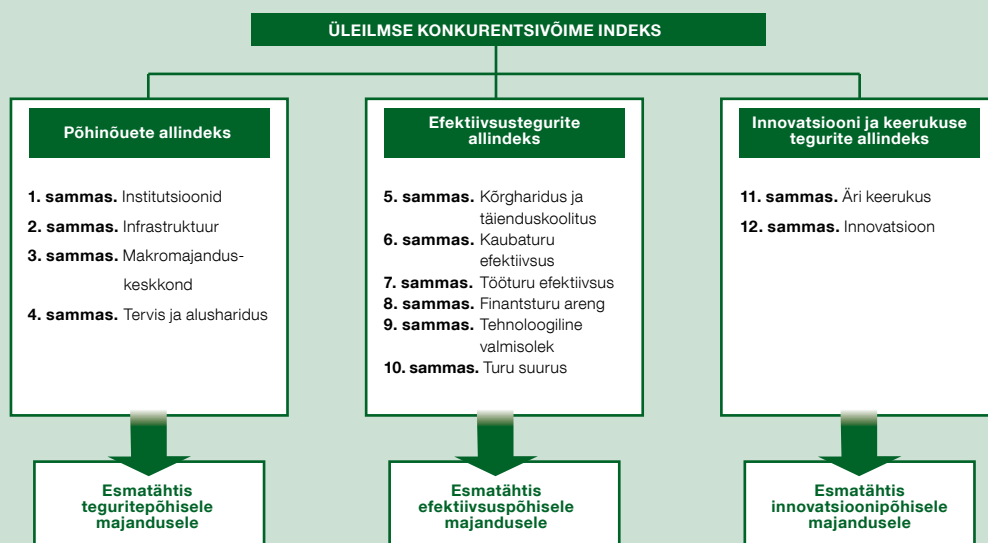 ÜLEILMSE KONKURENTSIVÕIME INDEKS
Põhinõuete allindeks
1. sammas. Institutsioonid
2. sammas. Infrastruktuur
3. sammas. Makromajandus-
keskkond
4. sammas. Tervis ja alusharidus
Esmatähtis
teguritepõhisele
majandusele
Efektiivsustegurite
allindeks
5. sammas. Kõrgharidus ja
täienduskoolitus
6. sammas. Kaubaturu
efektiivsus
7. sammas. Tööturu efektiivsus
8. sammas. Finantsturu areng
9. sammas. Tehnoloogiline
valmisolek
10. sammas. Turu suurus
Esmatähtis
efektiivsuspõhisele
majandusele
Innovatsiooni ja keerukuse
tegurite allindeks
11. sammas. Äri keerukus
12. sammas. Innovatsioon
Esmatähtis
innovatsioonipõhisele
majandusele